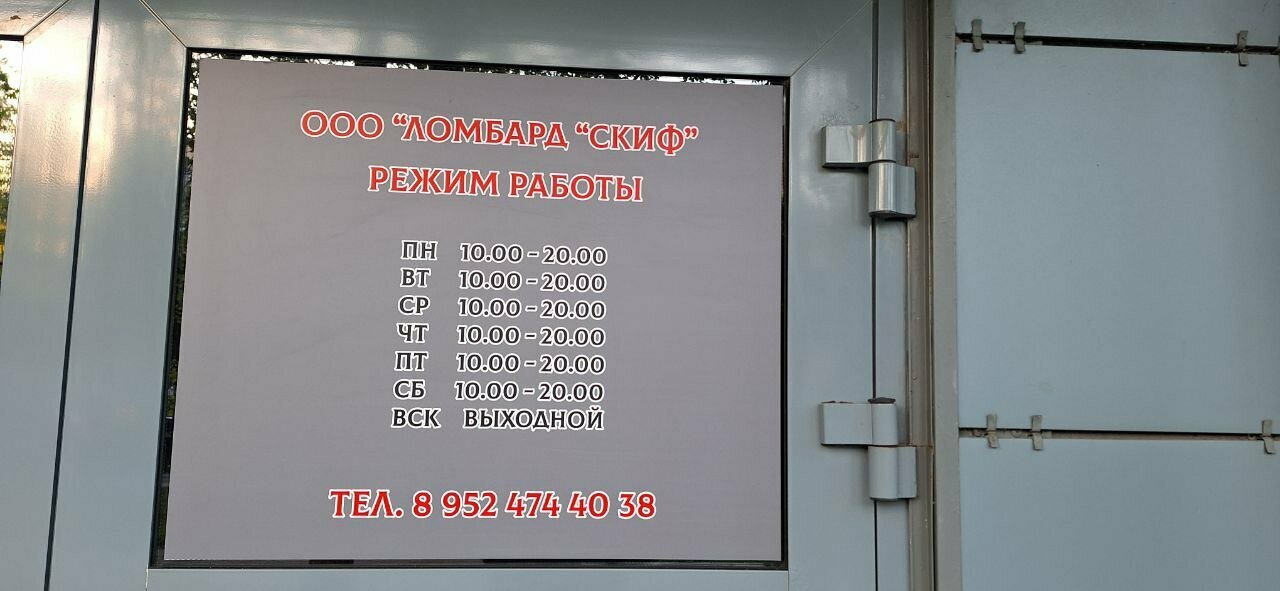 ООО “ЛОМБАРД “СКИФ”
РЕЖИМ РАБОТЫ
ПН 10.00 – 20.00
ВТ 10.00 – 20.00
СР 10.00 – 20.00
ЧТ 10.00 – 20.00
ПТ 10.00 – 20.00
СБ 10.00 – 20.00
ВСК ВЫХОДНОЙ
ТЕЛ. 8 952 474 40 38